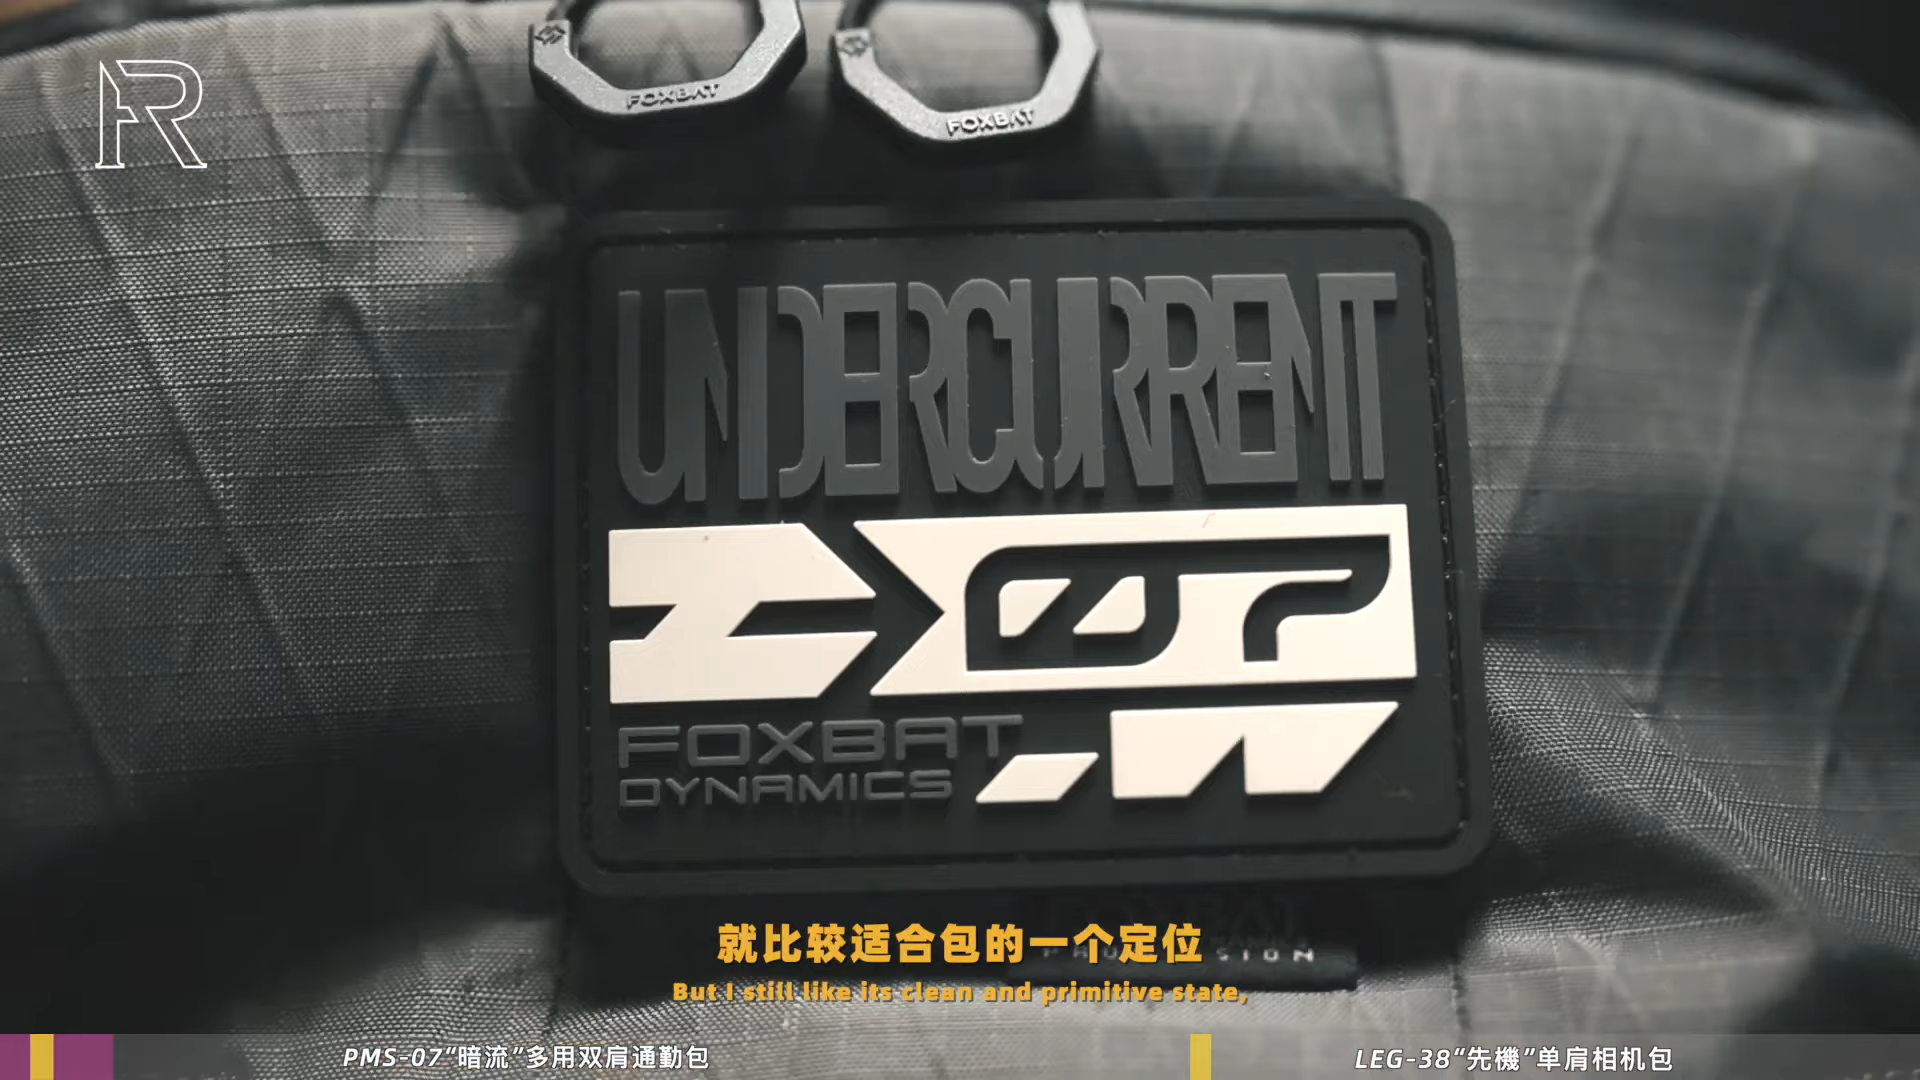 FOXBAT
FOXBAT
UNDERCURRENT
FOXBAT
DYNAMICS
就比较适合包的一个定位
But I still like its clean and primitive state,
PMS-07“暗流”多用双肩通勤包
LEG-38“先機”单肩相机包